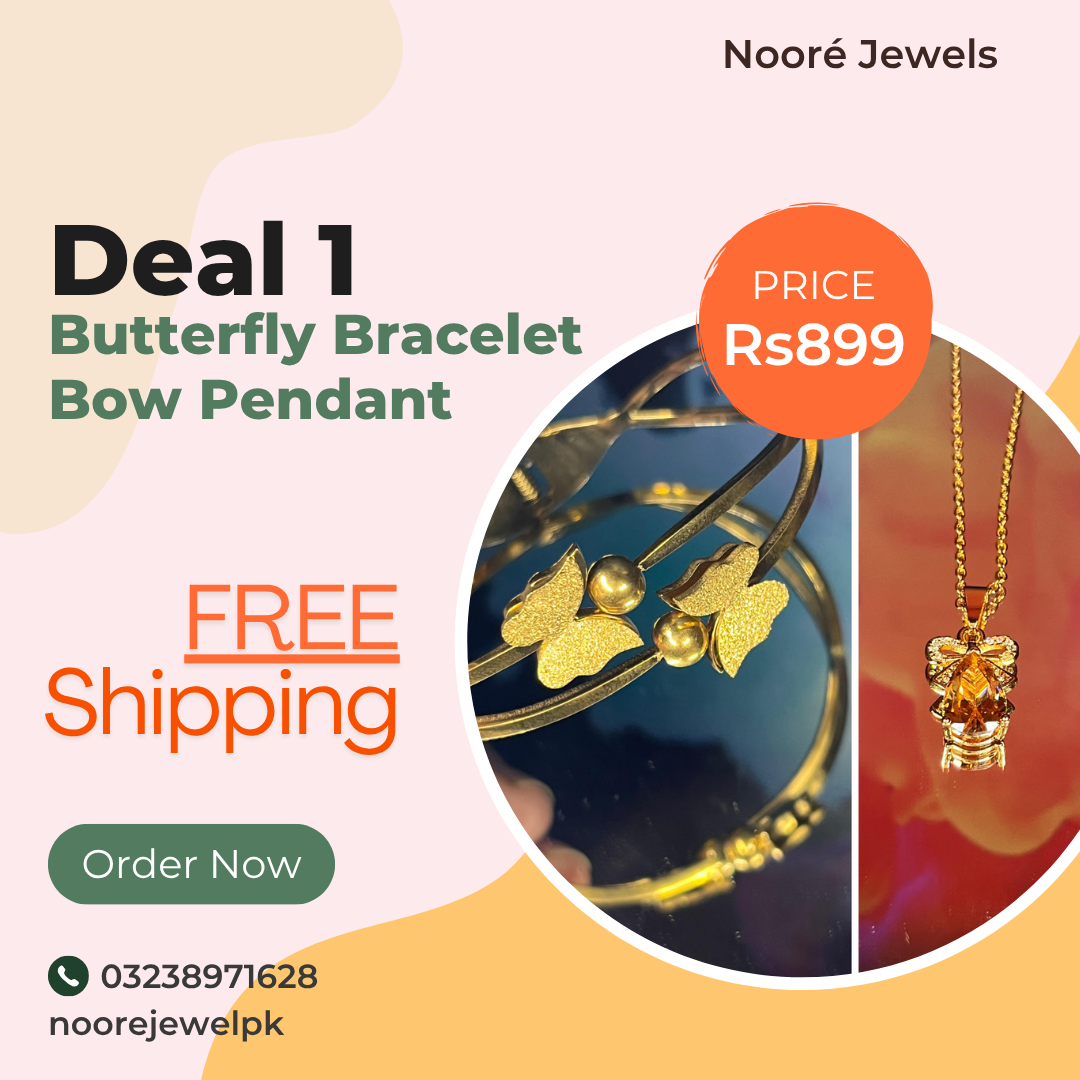 Nooré Jewels
Deal 1
Butterfly Bracelet
Bow Pendant
PRICE
Rs899
FREE
Shipping
Order Now
03238971628
noorejewelpk